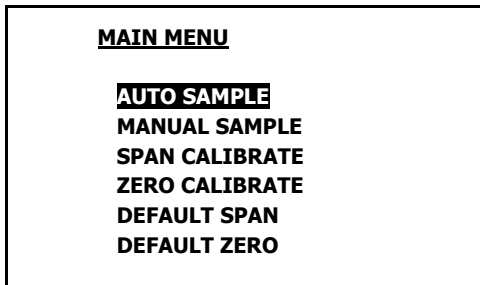 MAIN MENU
AUTO SAMPLE
MANUAL SAMPLE
SPAN CALIBRATE
ZERO CALIBRATE
DEFAULT SPAN
DEFAULT ZERO